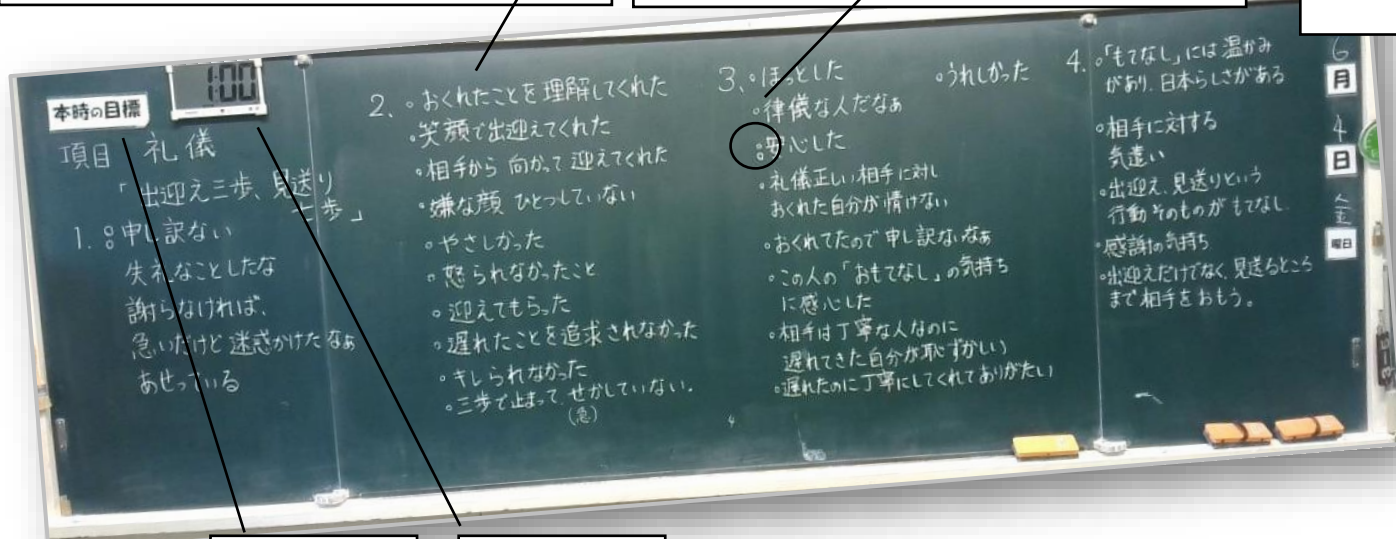 本時の目標
1:00
項目 礼儀
「出迎え三歩、見送り
七歩」
1.申し訳ない
失礼なことしたな
謝らなければ、
急いだけど迷惑かけたなぁ
あせっている
2.
。おくれたことを理解してくれた
。笑顔で出迎えてくれた
。相手から向かって迎えてくれた
。嫌な顔ひとつしていない
。やさしかった
。怒られなかったこと
。迎えてもらった
。遅れたことを追求されなかった
。キレられなかった
。三歩で止まって、せかしていない.
(急)
3.。ほっとした 。うれしかった
。律儀な人だなぁ
安心した
。礼儀正しい相手に対し
おくれた自分が情けない
。おくれてたので申し訳ないなぁ
。この人の「おもてなし」の気持ち
に感心した
。相手は丁寧な人なのに
遅れてきた自分が恥ずかしい
。遅れたのに丁寧にしてくれてありがたい
4.。「もてなし」には温かみ
があり、日本らしさがある
。相手に対する
気遣い
。出迎え、見送りという
行動そのものがもてなし
。感謝の気持ち
。出迎えだけでなく、見送るところ
まで相手をおもう。
6
月
4
日
金
曜日